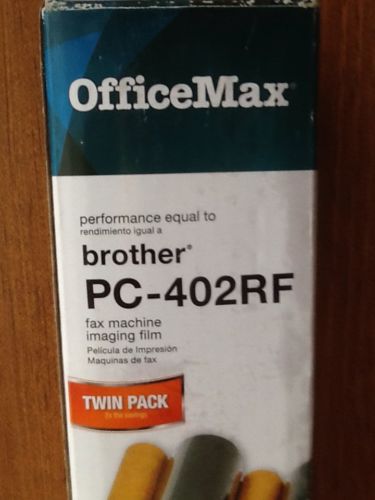 OfficeMax
performance equal to
rendimiento igual a
brother®
PC-402RF
fax machine
imaging film
Película de Impresión
Maquinas de fax
TWIN PACK